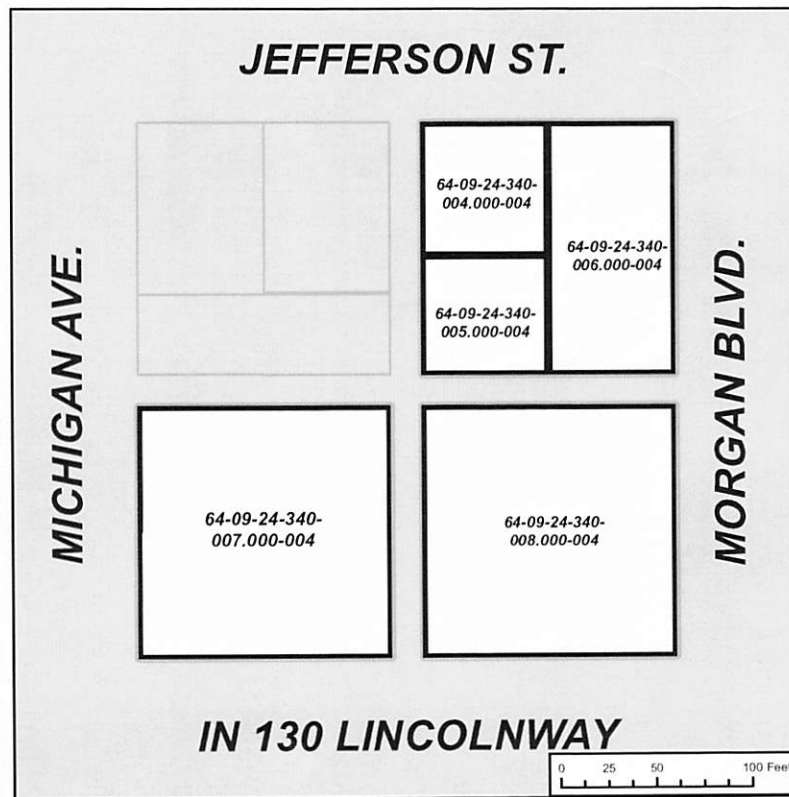 JEFFERSON ST.
64-09-24-340-
004.000-004
64-09-24-340-
006.000-004
64-09-24-340-
005.000-004
MICHIGAN AVE.
MORGAN BLVD.
64-09-24-340-
007.000-004
64-09-24-340-
008.000-004
IN 130 LINCOLNWAY
0 25 50 100 Feet